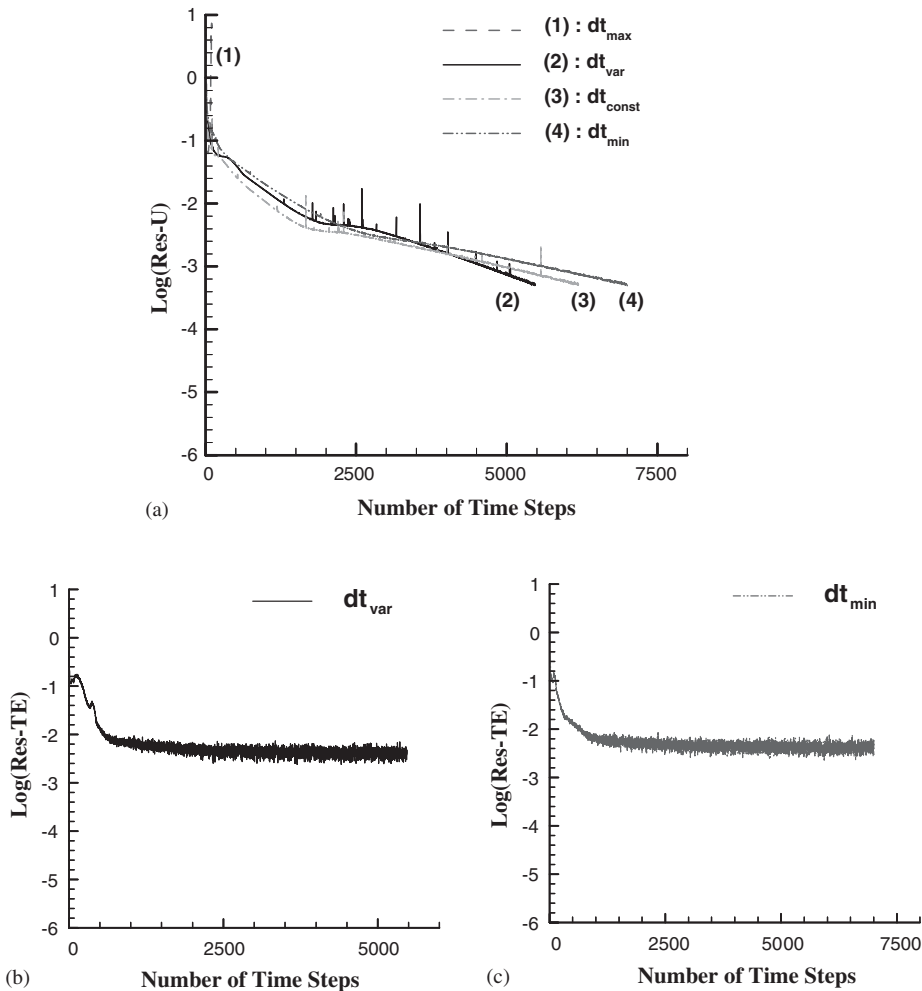 1
0
-1
-2
-3
-4
-5
-6
Log(Res-U)
(1)
(1) : dt_max
(2) : dt_var
(3) : dt_const
(4) : dt_min
(2)
(3)
(4)
0 2500 5000 7500
Number of Time Steps
(a)
1
0
-1
-2
-3
-4
-5
-6
Log(Res-TE)
dt_var
0 2500 5000
Number of Time Steps
(b)
1
0
-1
-2
-3
-4
-5
-6
Log(Res-TE)
dt_min
0 2500 5000 7500
Number of Time Steps
(c)